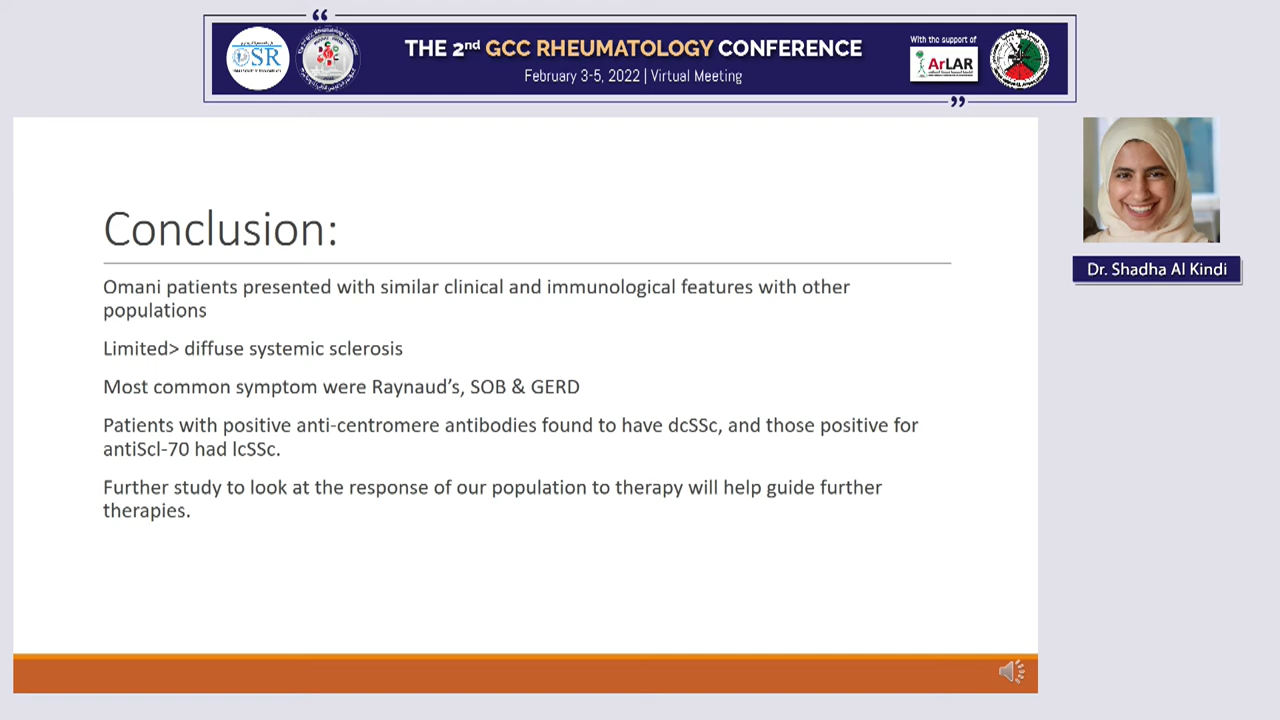 “
THE 2nd GCC RHEUMATOLOGY CONFERENCE
February 3-5, 2022 | Virtual Meeting
With the support of
SR
ArLAR
”
Conclusion:
Omani patients presented with similar clinical and immunological features with other
populations
Limited> diffuse systemic sclerosis
Most common symptom were Raynaud’s, SOB & GERD
Patients with positive anti-centromere antibodies found to have dcSSc, and those positive for
antiScl-70 had lcSSc.
Further study to look at the response of our population to therapy will help guide further
therapies.
Dr. Shadha Al Kindi